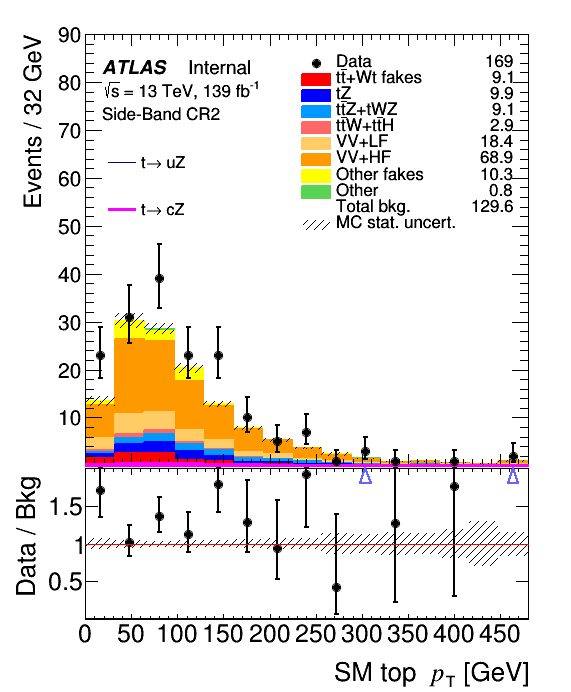 90
80
70
60
50
40
30
20
10
Events / 32 GeV
ATLAS Internal
√s = 13 TeV, 139 fb⁻¹
Side-Band CR2
t→ uZ
t→ cZ
Data 169
tt̄+Wt fakes 9.1
tZ 9.9
tt̄Z+tWZ 9.1
tt̄W+tt̄H 2.9
VV+LF 18.4
VV+HF 68.9
Other fakes 10.3
Other 0.8
Total bkg. 129.6
MC stat. uncert.
Data / Bkg
1.5
1
0.5
0 50 100 150 200 250 300 350 400 450
SM top p_T [GeV]